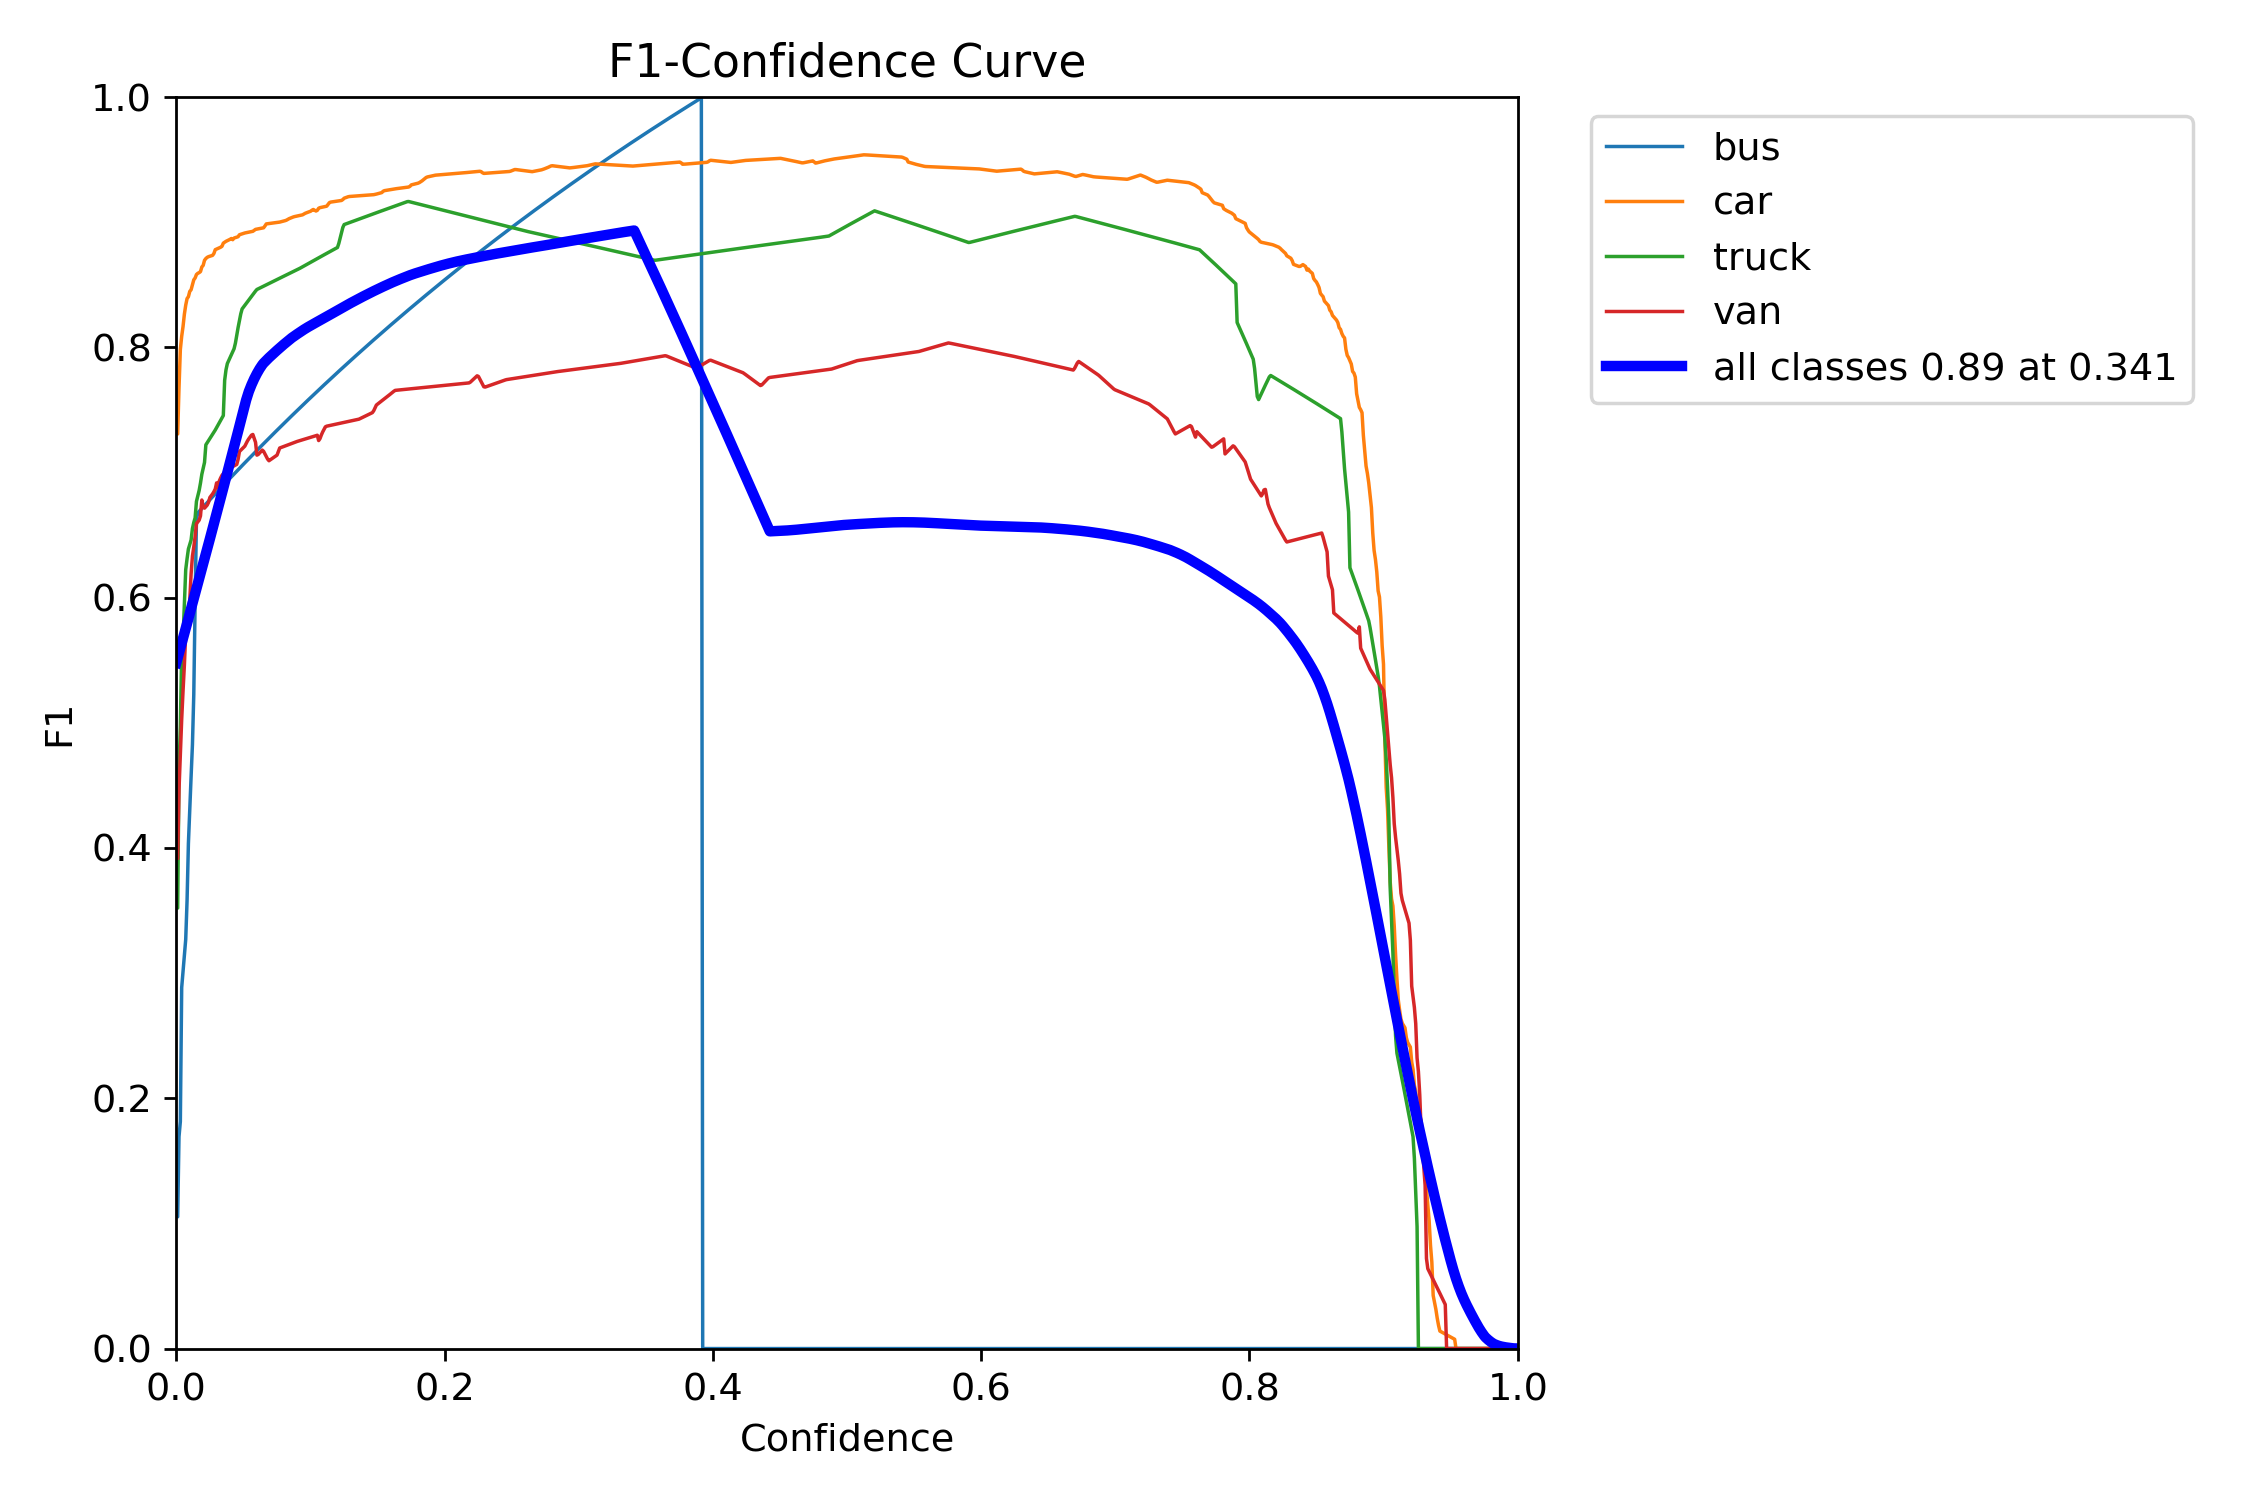 F1-Confidence Curve
1.0
0.8
0.6
0.4
0.2
0.0
F1
0.0 0.2 0.4 0.6 0.8 1.0
Confidence
bus
car
truck
van
all classes 0.89 at 0.341